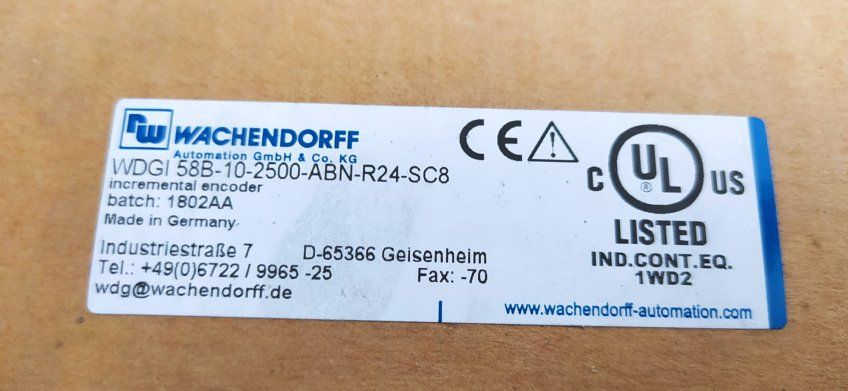 WACHENDORFF
Automation GmbH & Co. KG
WDGI 58B-10-2500-ABN-R24-SC8
incremental encoder
batch: 1802AA
Made in Germany
Industriestraße 7 D-65366 Geisenheim
Tel.: +49(0)6722 / 9965 -25 Fax: -70
wdg@wachendorff.de
CE
C UL ® US
LISTED
IND.CONT.EQ.
1WD2
www.wachendorff-automation.com